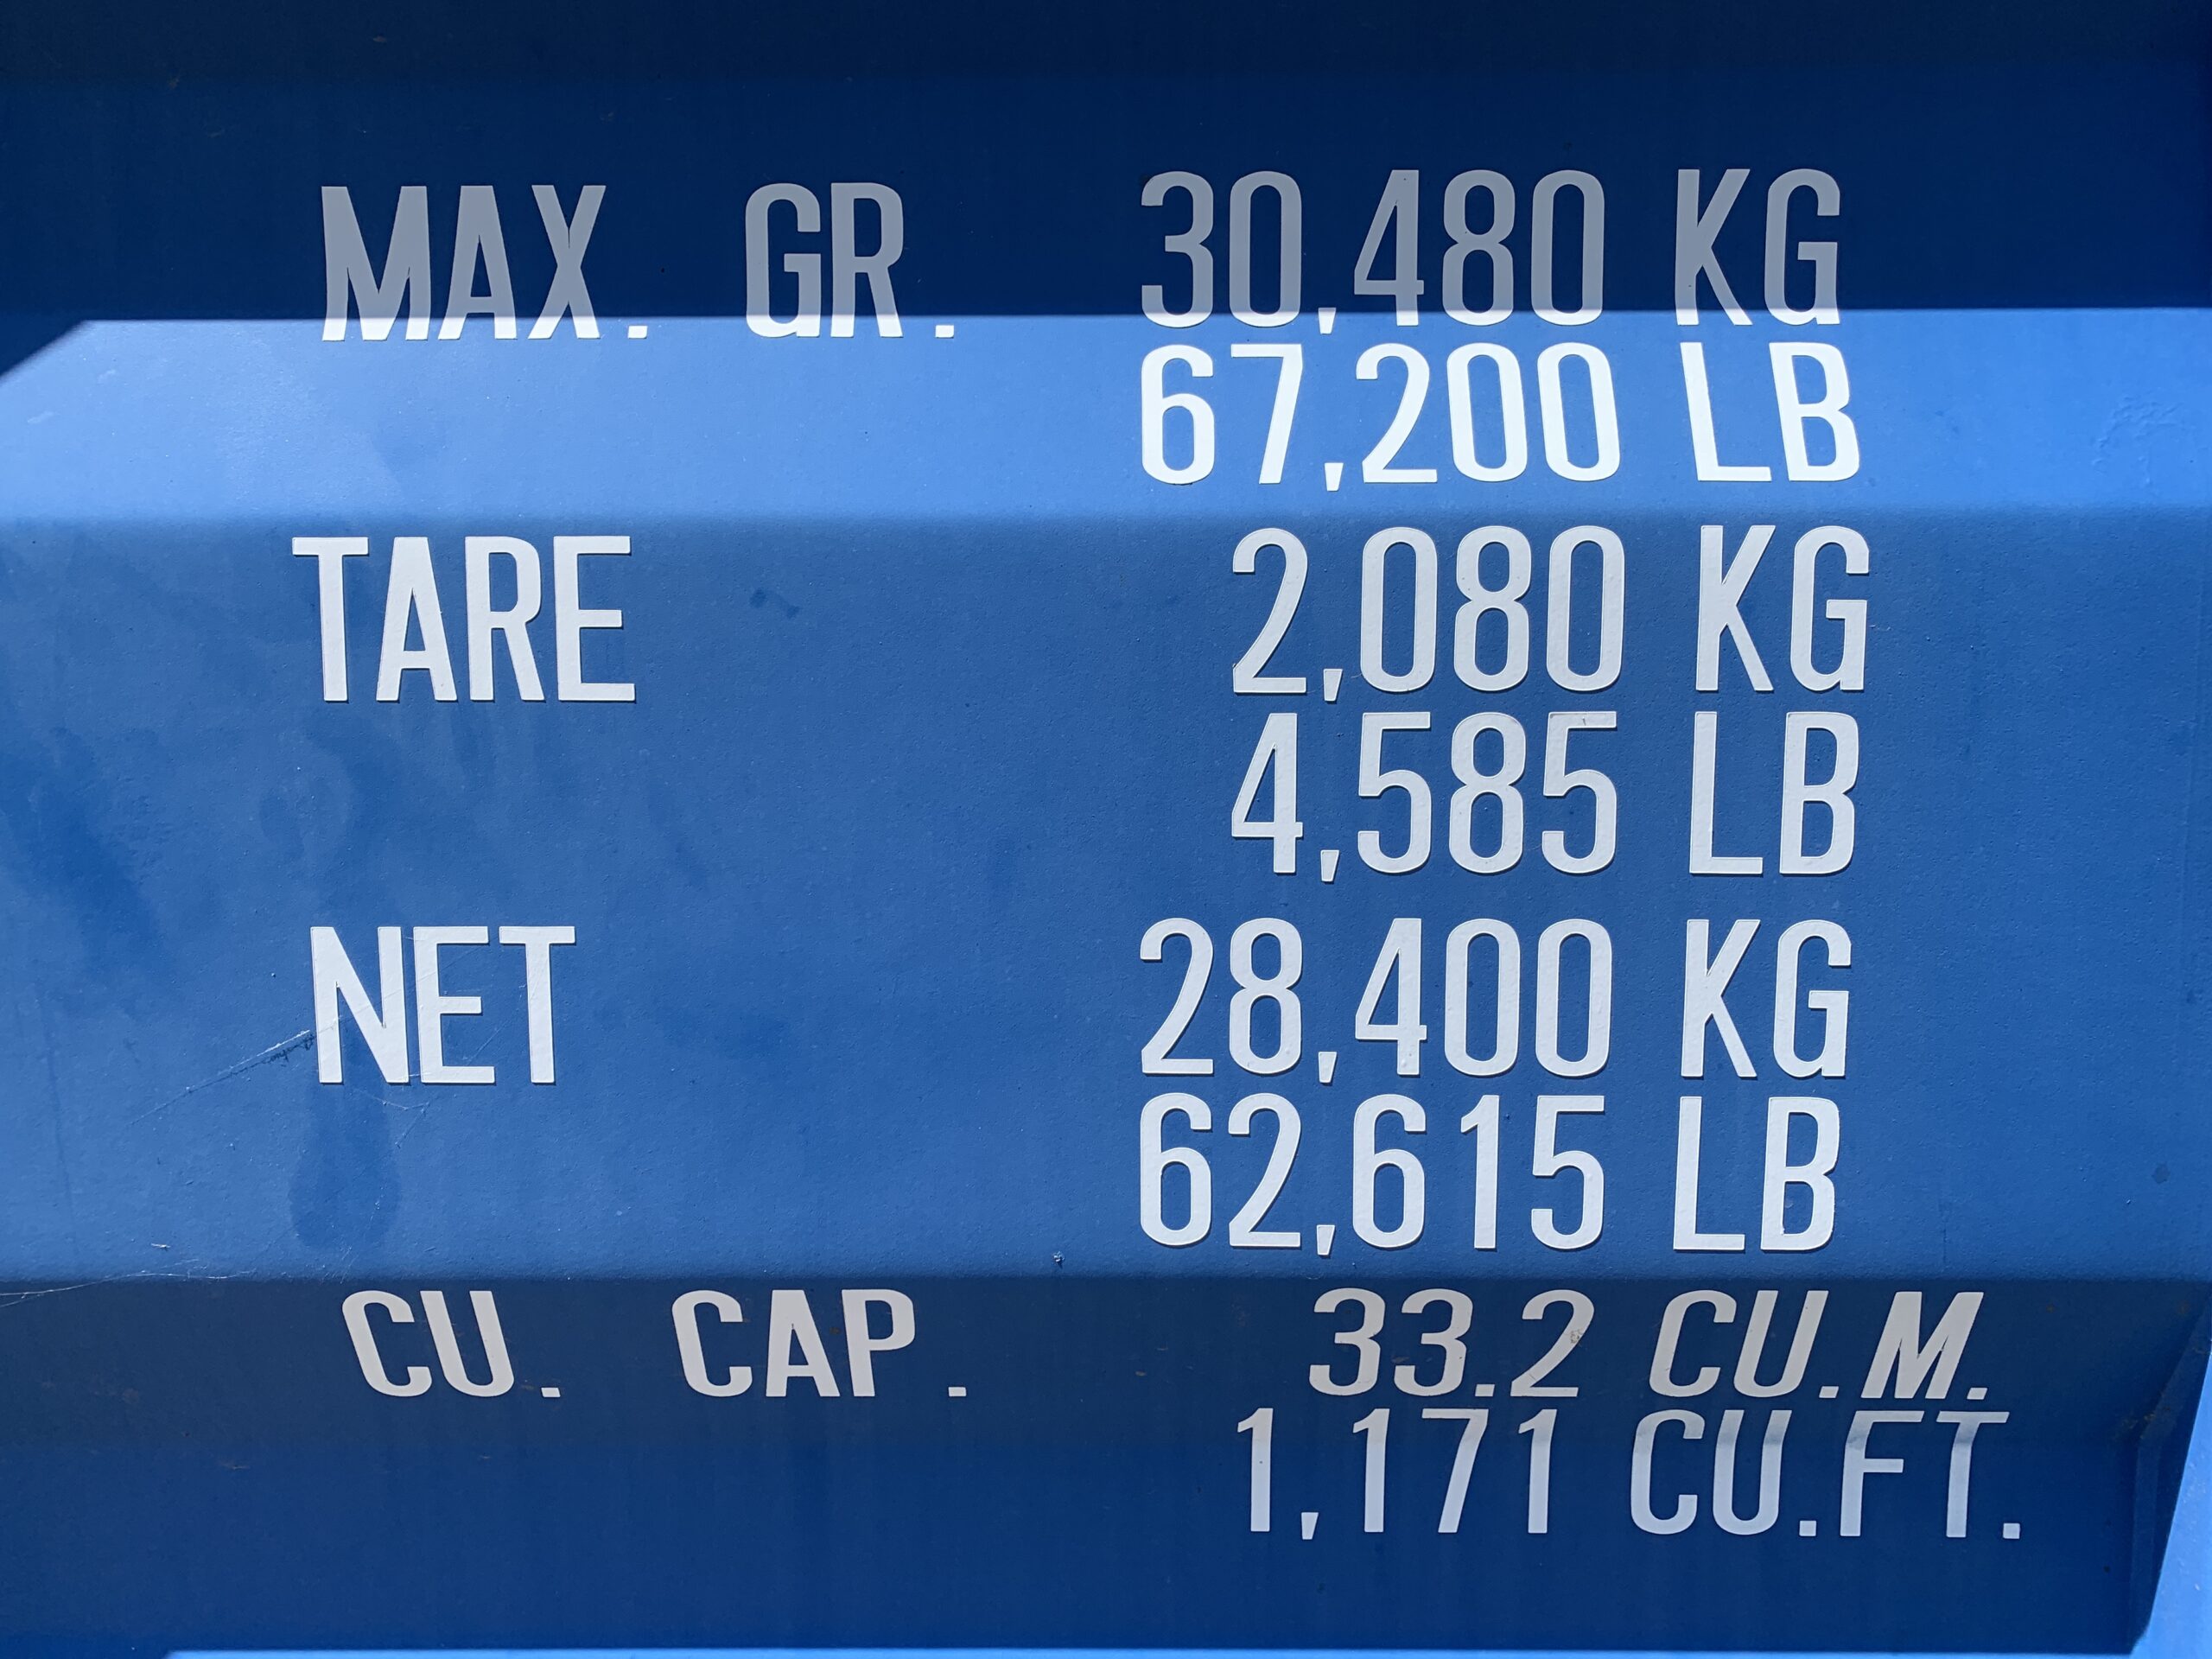 MAX. GR. 30,480 KG
67,200 LB
TARE 2,080 KG
4,585 LB
NET 28,400 KG
62,615 LB
CU. CAP. 33.2 CU.M.
1,171 CU.FT.